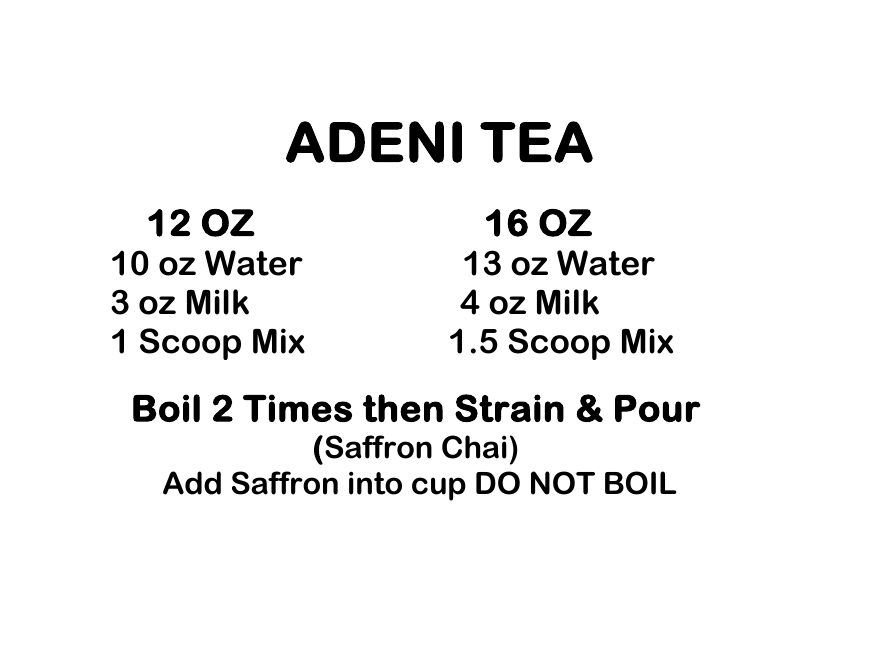 ADENI TEA
12 OZ 16 OZ
10 oz Water 13 oz Water
3 oz Milk 4 oz Milk
1 Scoop Mix 1.5 Scoop Mix
Boil 2 Times then Strain & Pour
(Saffron Chai)
Add Saffron into cup DO NOT BOIL